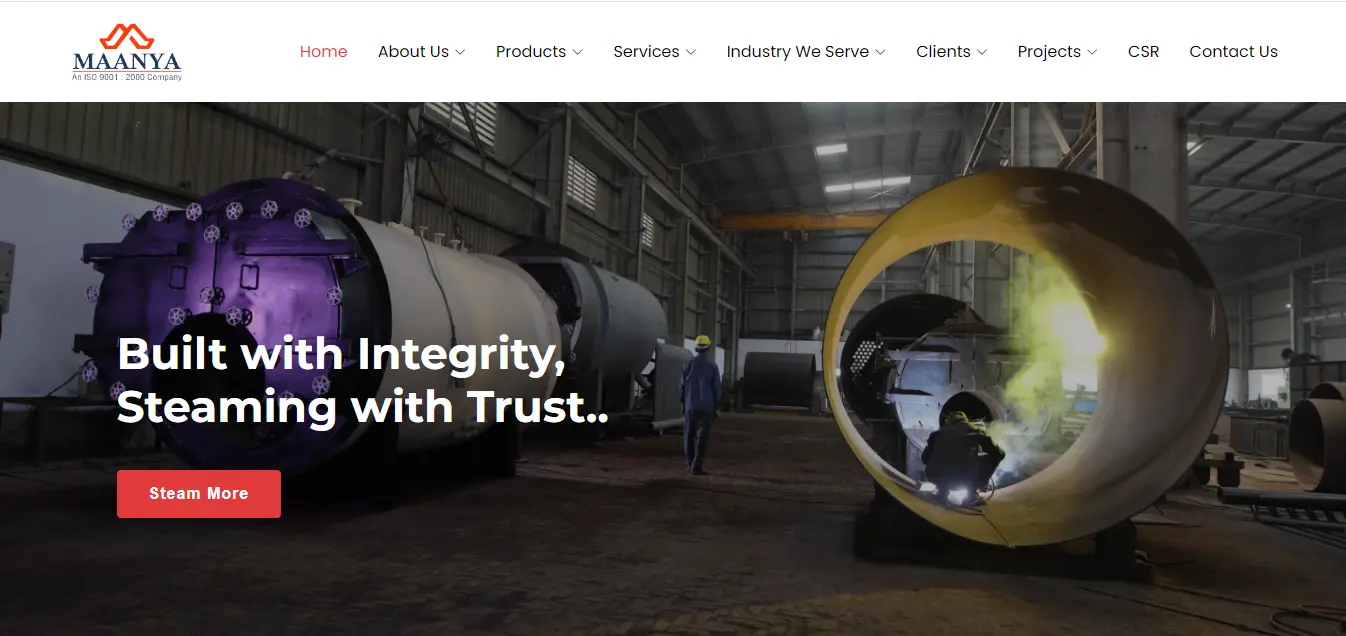 MAANYA
An ISO 9001 : 2000 Company
Home About Us Products Services Industry We Serve Clients Projects CSR Contact Us
Built with Integrity,
Steaming with Trust..
Steam More